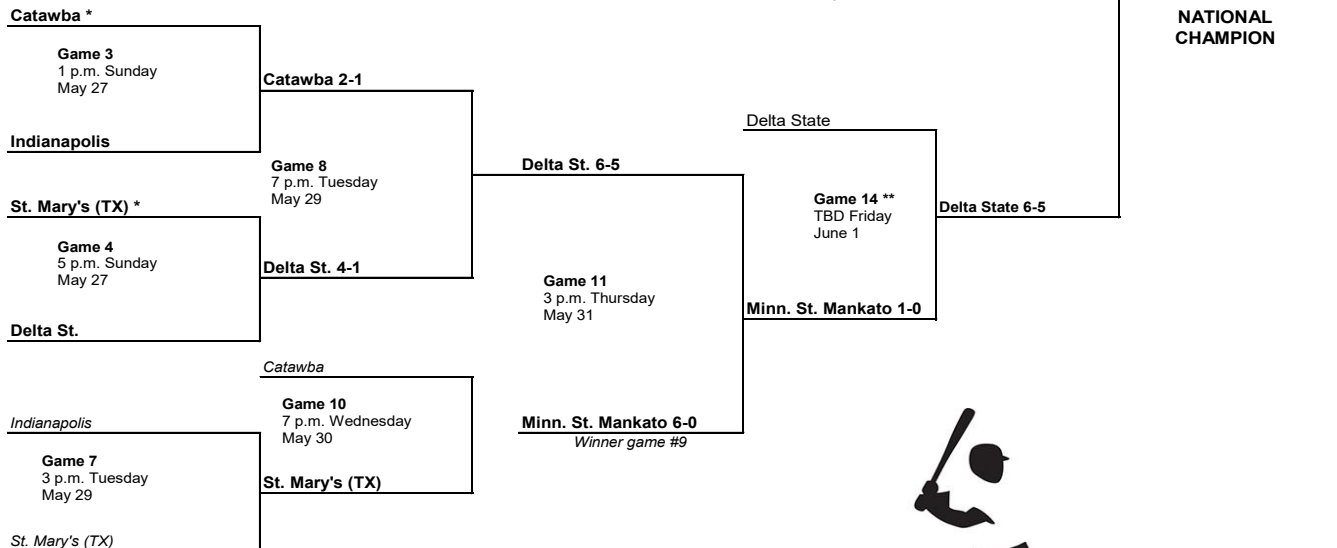 Catawba *
NATIONAL
CHAMPION
Game 3
1 p.m. Sunday
May 27
Catawba 2-1
Indianapolis
Delta State
Game 8
7 p.m. Tuesday
May 29
Delta St. 6-5
St. Mary's (TX) *
Game 14 **
TBD Friday
June 1
Delta State 6-5
Game 4
5 p.m. Sunday
May 27
Delta St. 4-1
Game 11
3 p.m. Thursday
May 31
Minn. St. Mankato 1-0
Delta St.
Catawba
Game 10
7 p.m. Wednesday
May 30
Indianapolis
Minn. St. Mankato 6-0
Winner game #9
Game 7
3 p.m. Tuesday
May 29
St. Mary's (TX)
St. Mary's (TX)